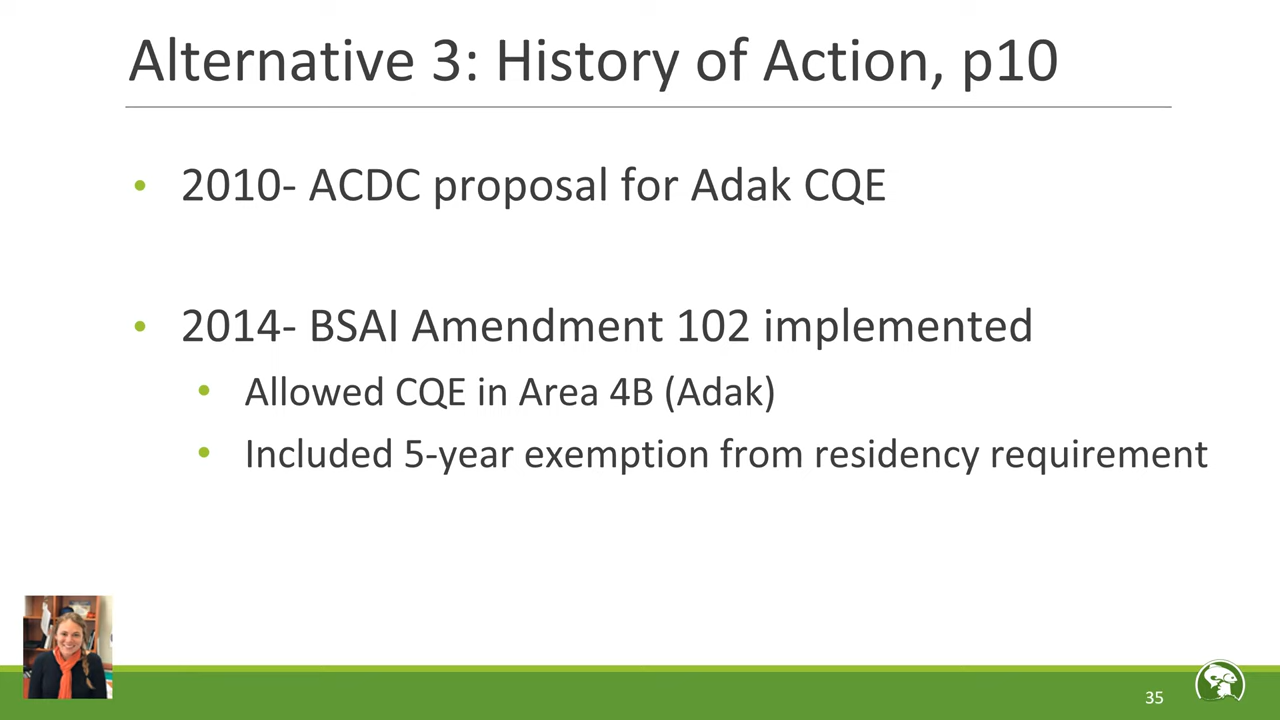 Alternative 3: History of Action, p10
• 2010- ACDC proposal for Adak CQE
• 2014- BSAI Amendment 102 implemented
• Allowed CQE in Area 4B (Adak)
• Included 5-year exemption from residency requirement
35